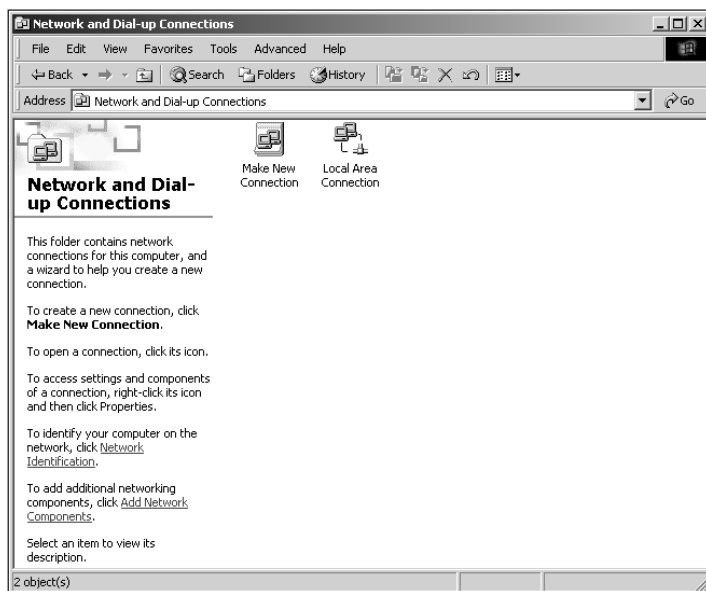 Network and Dial-up Connections
File Edit View Favorites Tools Advanced Help
Back Search Folders History
Address Network and Dial-up Connections Go
Make New
Connection
Local Area
Connection
Network and Dial-
up Connections
This folder contains network
connections for this computer, and
a wizard to help you create a new
connection.
To create a new connection, click
Make New Connection.
To open a connection, click its icon.
To access settings and components
of a connection, right-click its icon
and then click Properties.
To identify your computer on the
network, click Network
Identification.
To add additional networking
components, click Add Network
Components.
Select an item to view its
description.
2 object(s)